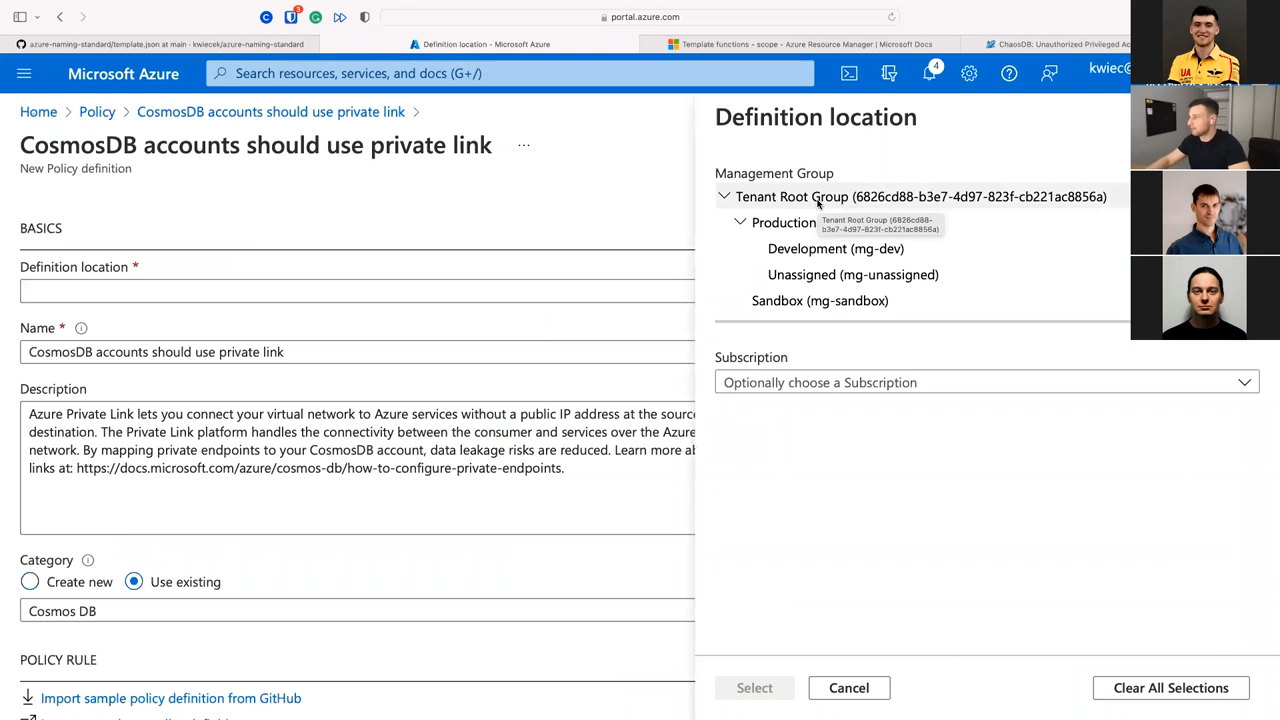 portal.azure.com
azure-naming-standard/template.json at main · kwiecek/azure-naming-standard
Definition location - Microsoft Azure
Template functions - scope - Azure Resource Manager | Microsoft Docs
ChaosDB: Unauthorized Privileged Ac
3
Microsoft Azure
Search resources, services, and docs (G+/)
4
kwiec@
Home > Policy > CosmosDB accounts should use private link >
CosmosDB accounts should use private link ...
New Policy definition
BASICS
Definition location *
Name *
CosmosDB accounts should use private link
Description
Azure Private Link lets you connect your virtual network to Azure services without a public IP address at the source
destination. The Private Link platform handles the connectivity between the consumer and services over the Azure
network. By mapping private endpoints to your CosmosDB account, data leakage risks are reduced. Learn more ab
links at: https://docs.microsoft.com/azure/cosmos-db/how-to-configure-private-endpoints.
Category
Create new
Use existing
Cosmos DB
POLICY RULE
Import sample policy definition from GitHub
Definition location
Management Group
Tenant Root Group (6826cd88-b3e7-4d97-823f-cb221ac8856a)
Production
Tenant Root Group (6826cd88-
b3e7-4d97-823f-cb221ac8856a)
Development (mg-dev)
Unassigned (mg-unassigned)
Sandbox (mg-sandbox)
Subscription
Optionally choose a Subscription
Select
Cancel
Clear All Selections